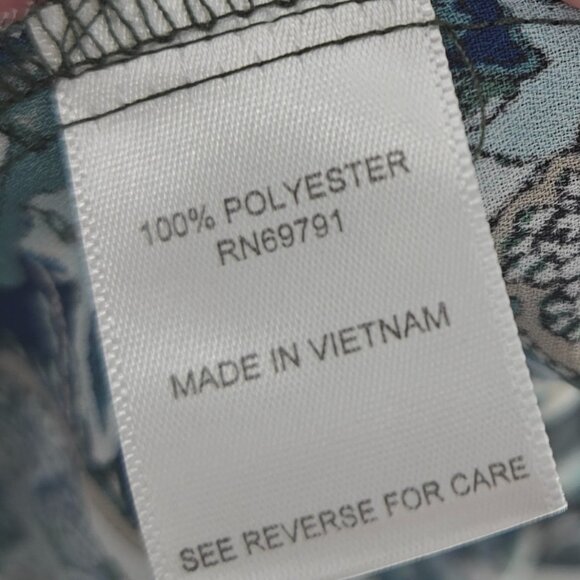 100% POLYESTER
RN69791
MADE IN VIETNAM
SEE REVERSE FOR CARE